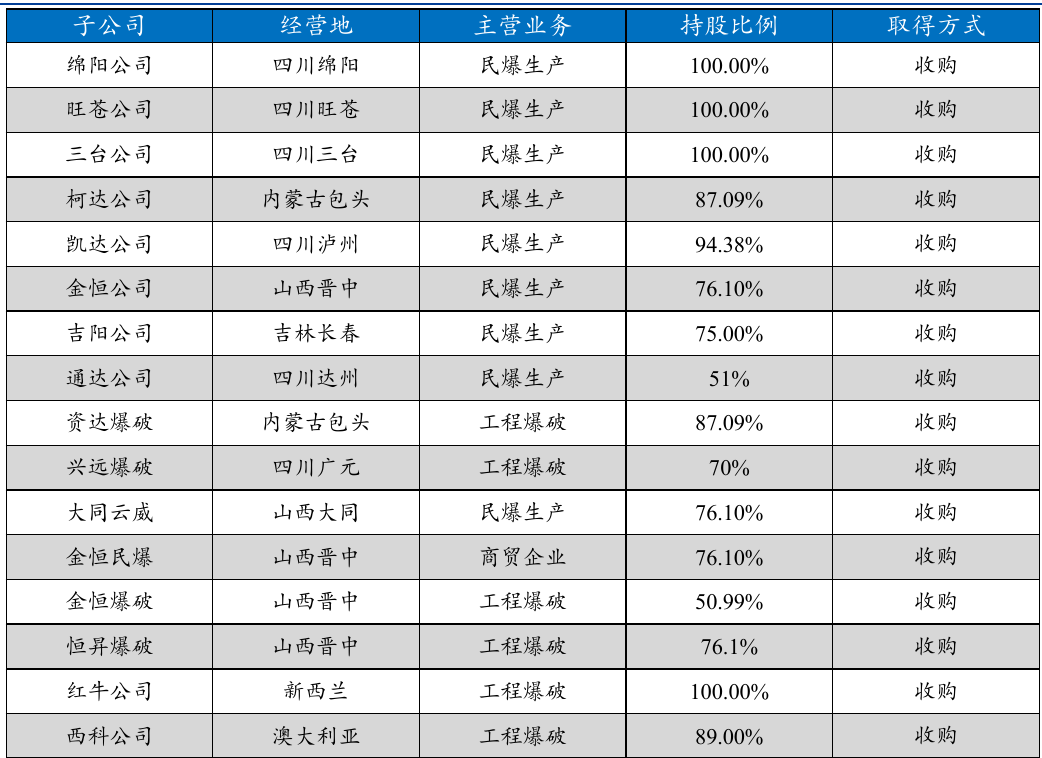 子公司 经营地 主营业务 持股比例 取得方式
绵阳公司 四川绵阳 民爆生产 100.00% 收购
旺苍公司 四川旺苍 民爆生产 100.00% 收购
三台公司 四川三台 民爆生产 100.00% 收购
柯达公司 内蒙古包头 民爆生产 87.09% 收购
凯达公司 四川泸州 民爆生产 94.38% 收购
金恒公司 山西晋中 民爆生产 76.10% 收购
吉阳公司 吉林长春 民爆生产 75.00% 收购
通达公司 四川达州 民爆生产 51% 收购
资达爆破 内蒙古包头 工程爆破 87.09% 收购
兴远爆破 四川广元 工程爆破 70% 收购
大同云威 山西大同 民爆生产 76.10% 收购
金恒民爆 山西晋中 商贸企业 76.10% 收购
金恒爆破 山西晋中 工程爆破 50.99% 收购
恒昇爆破 山西晋中 工程爆破 76.1% 收购
红牛公司 新西兰 工程爆破 100.00% 收购
西科公司 澳大利亚 工程爆破 89.00% 收购